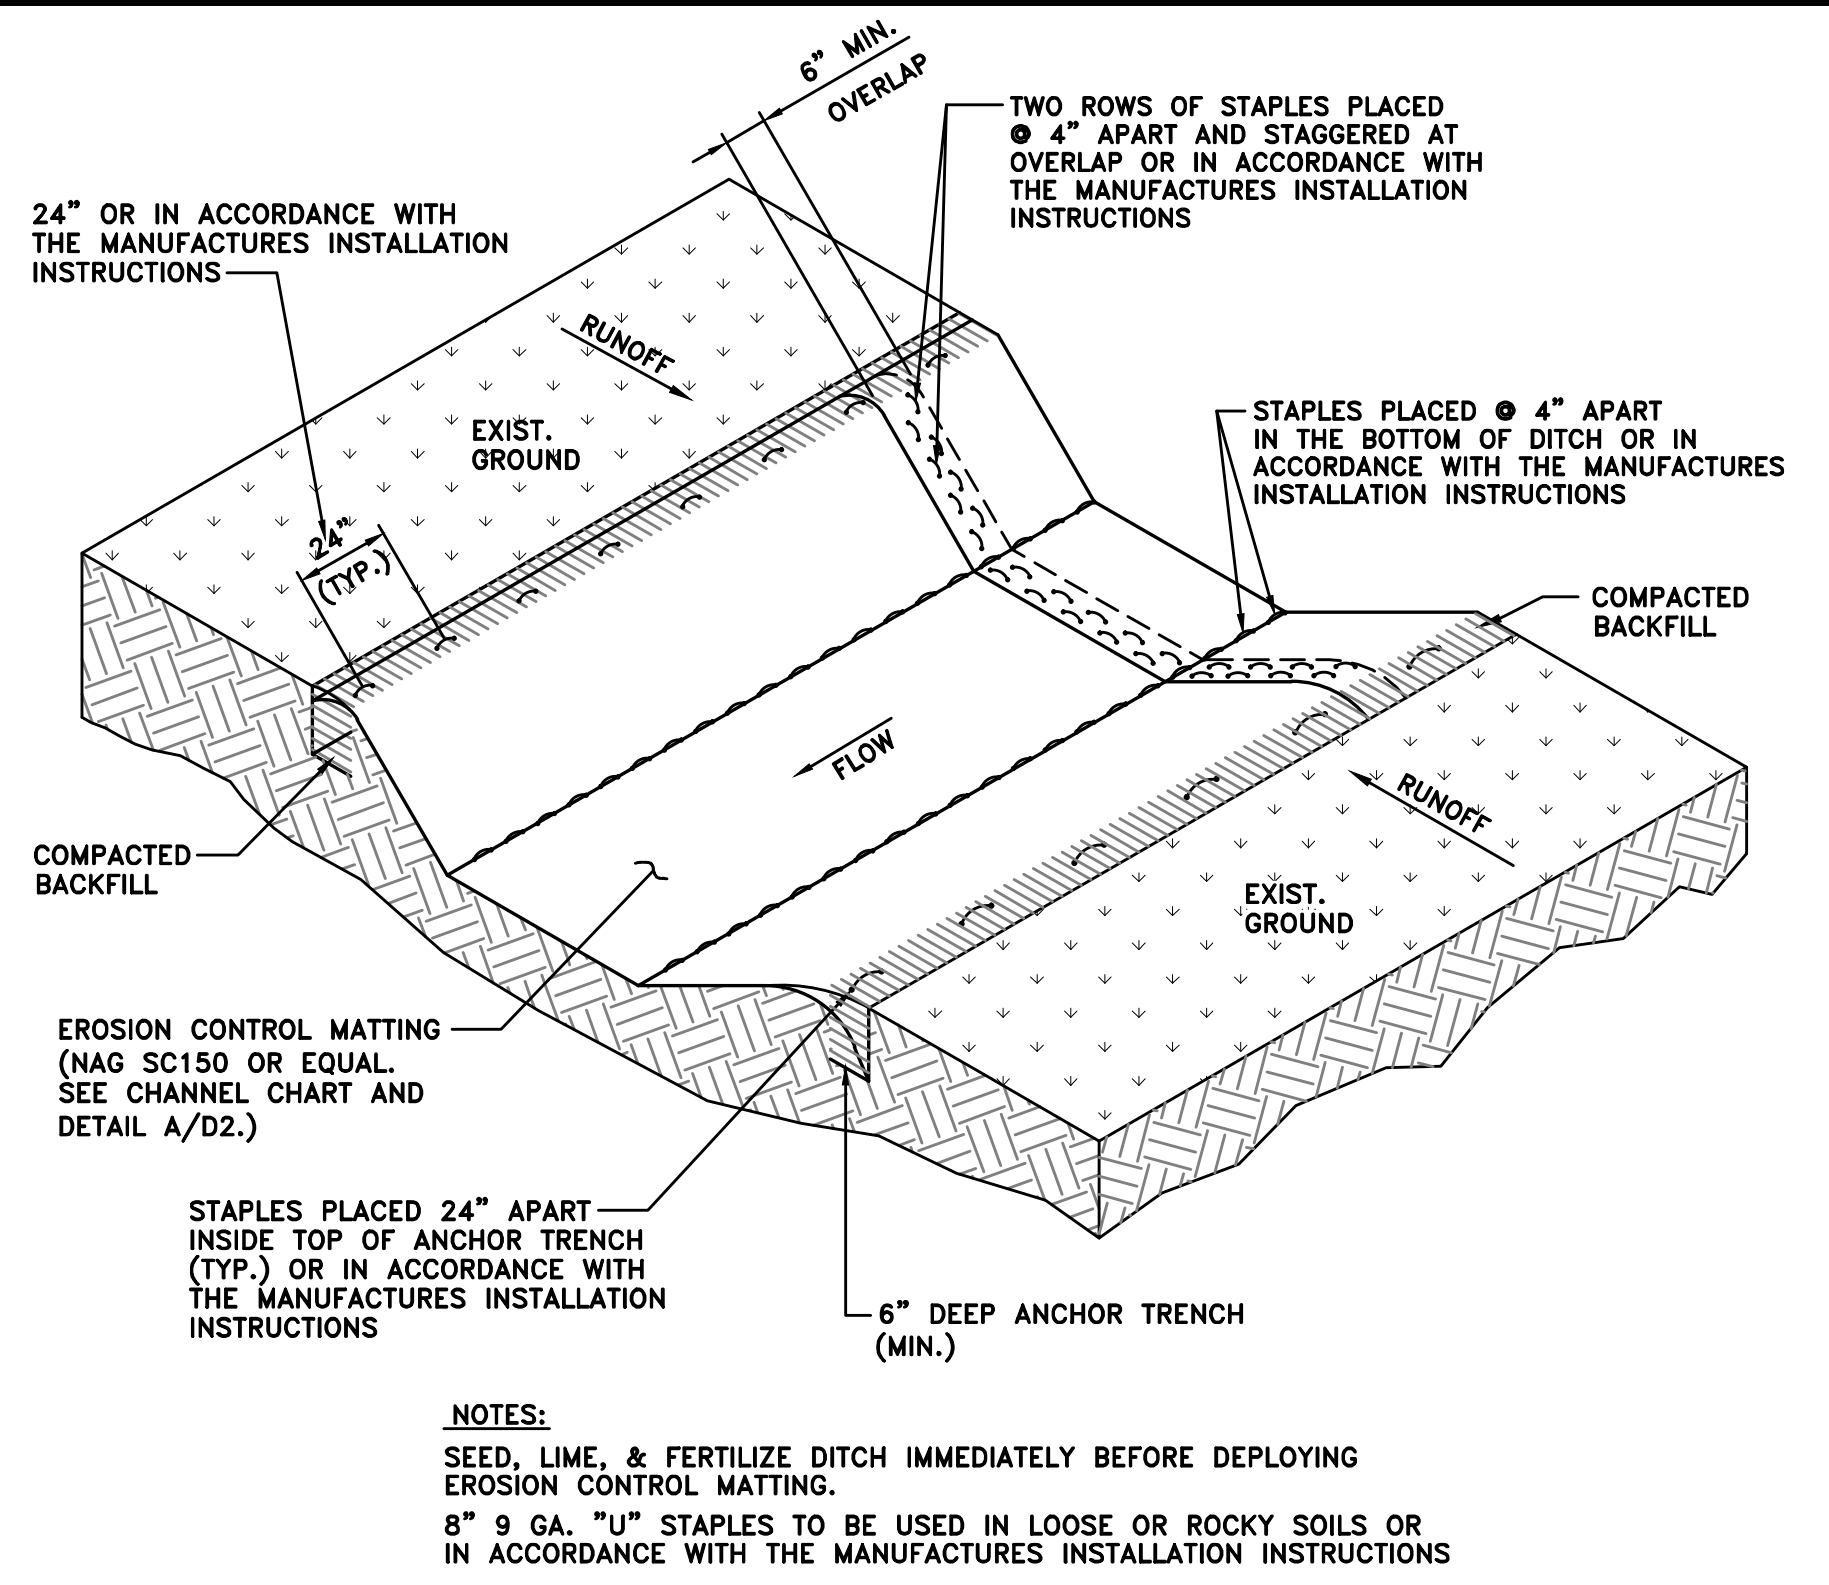 6" MIN.
OVERLAP
TWO ROWS OF STAPLES PLACED
@ 4" APART AND STAGGERED AT
OVERLAP OR IN ACCORDANCE WITH
THE MANUFACTURES INSTALLATION
INSTRUCTIONS
24" OR IN ACCORDANCE WITH
THE MANUFACTURES INSTALLATION
INSTRUCTIONS
RUNOFF
EXIST.
GROUND
STAPLES PLACED @ 4" APART
IN THE BOTTOM OF DITCH OR IN
ACCORDANCE WITH THE MANUFACTURES
INSTALLATION INSTRUCTIONS
24"
(TYP.)
COMPACTED
BACKFILL
FLOW
RUNOFF
COMPACTED
BACKFILL
EXIST.
GROUND
EROSION CONTROL MATTING
(NAG SC150 OR EQUAL.
SEE CHANNEL CHART AND
DETAIL A/D2.)
STAPLES PLACED 24" APART
INSIDE TOP OF ANCHOR TRENCH
(TYP.) OR IN ACCORDANCE WITH
THE MANUFACTURES INSTALLATION
INSTRUCTIONS
6" DEEP ANCHOR TRENCH
(MIN.)
NOTES:
SEED, LIME, & FERTILIZE DITCH IMMEDIATELY BEFORE DEPLOYING
EROSION CONTROL MATTING.
8" 9 GA. "U" STAPLES TO BE USED IN LOOSE OR ROCKY SOILS OR
IN ACCORDANCE WITH THE MANUFACTURES INSTALLATION INSTRUCTIONS